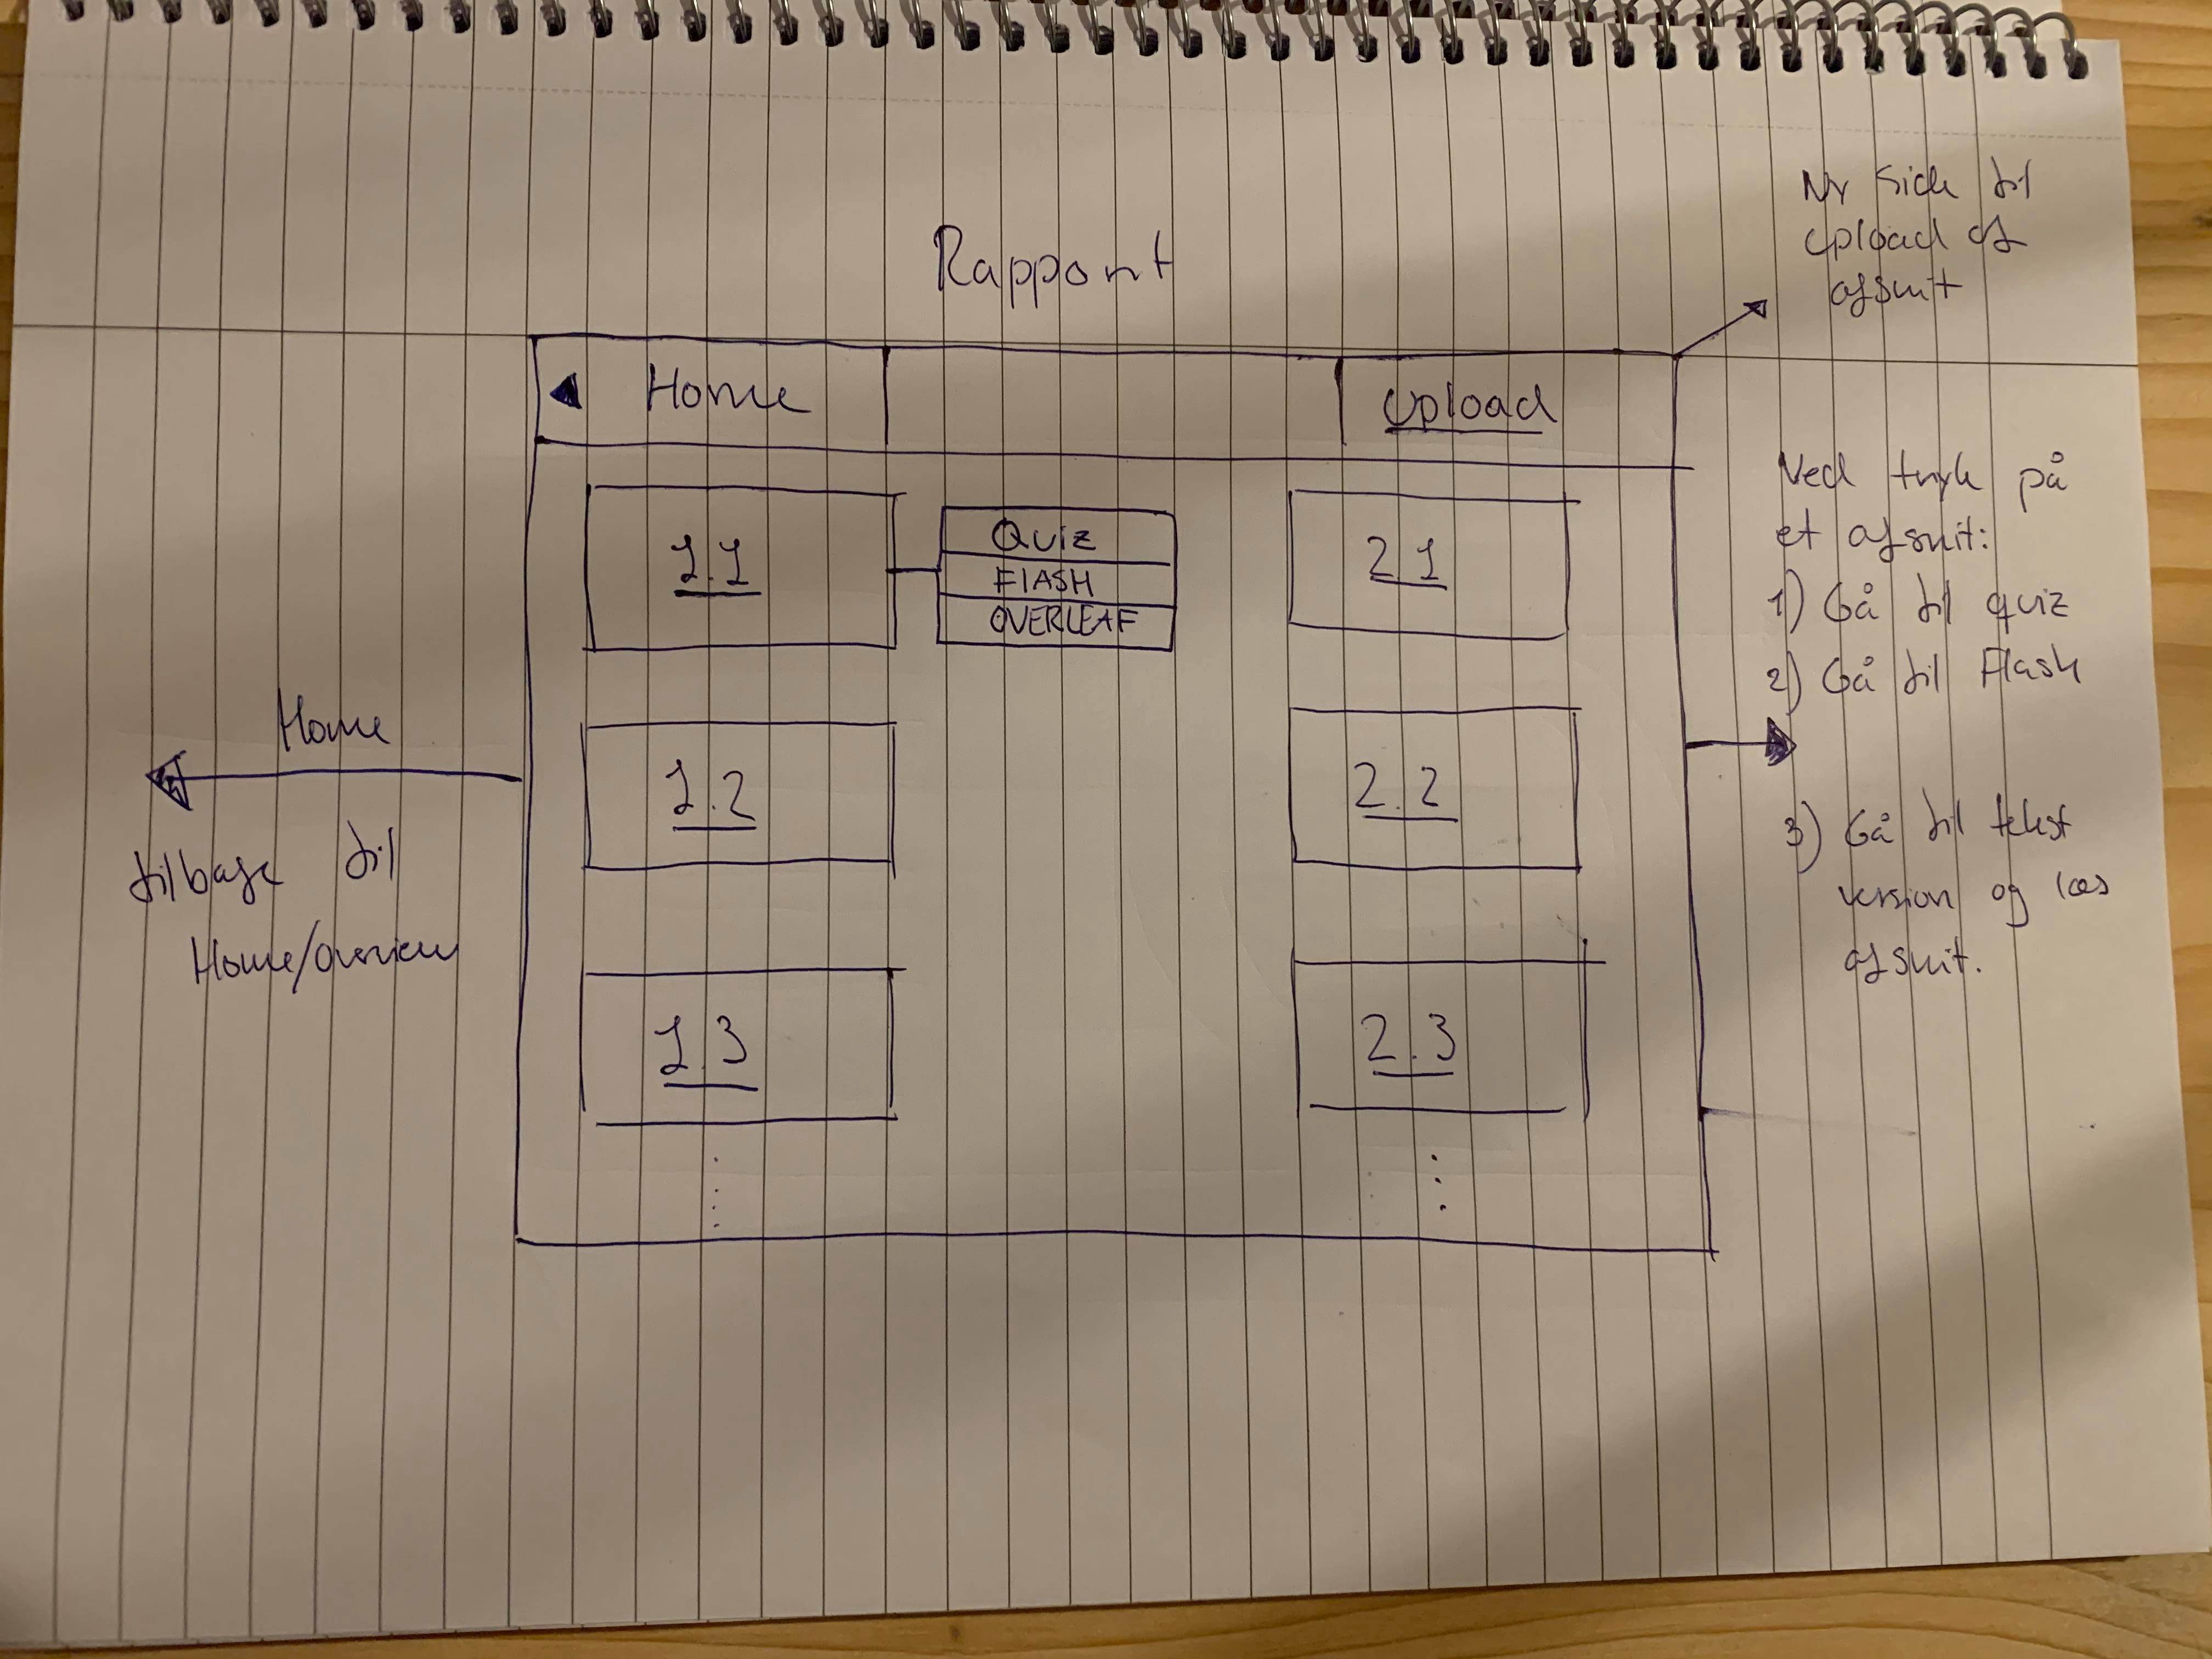 Rapport
Ny side til
upload af
afsnit
Home
Upload
1.1
QUIZ
FLASH
OVERLEAF
2.1
1.2
2.2
1.3
2.3
Home
tilbage til
Home/Overview
Ved tryk på
et afsnit:
1) Gå til quiz
2) Gå til Flash
3) Gå til tekst
version og læs
afsnit.